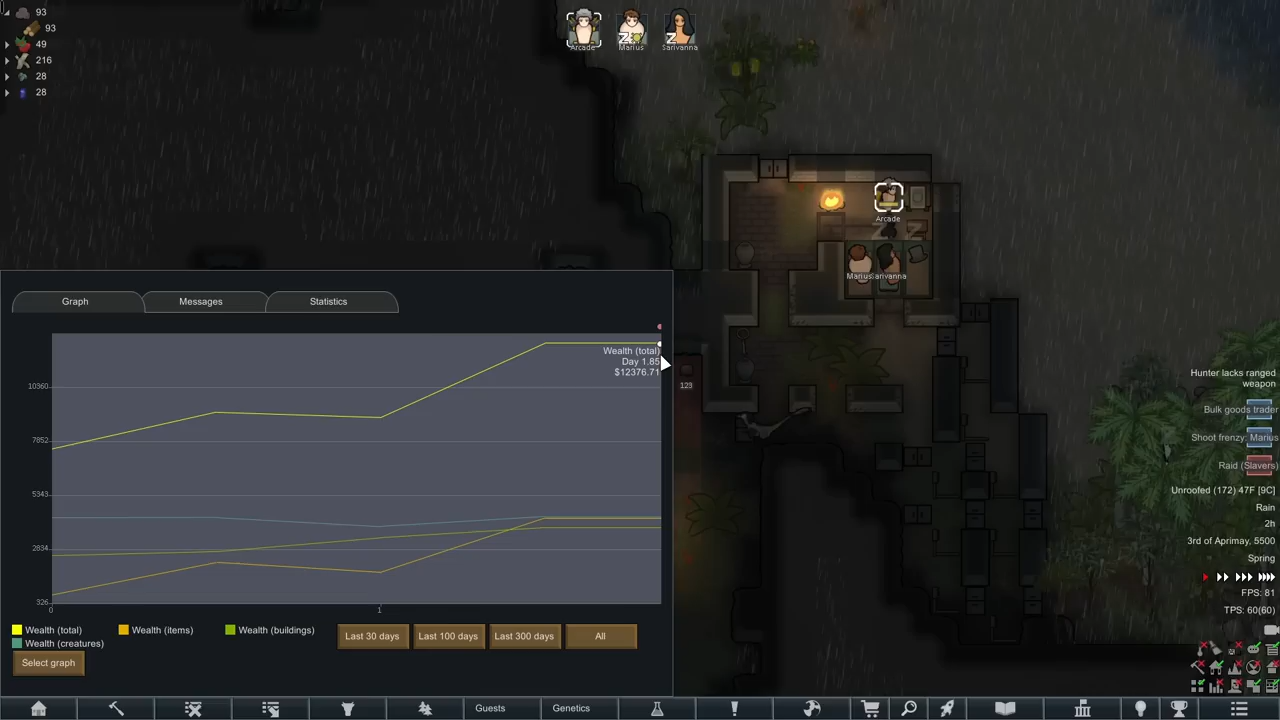 93
93
49
216
28
28
Arcade
Marius
Sarivanna
Z
Z
Z Z
Arcade
Marius
Sarivanna
123
Graph
Messages
Statistics
Wealth (total)
Day 1.85
$12376.71
10360
7852
5343
2834
326
0
1
Wealth (total)
Wealth (items)
Wealth (buildings)
Wealth (creatures)
Last 30 days
Last 100 days
Last 300 days
All
Select graph
Hunter lacks ranged
weapon
Bulk goods trader
Shoot frenzy: Marius
Raid (Slavers)
Unroofed (172) 47F [9C]
Rain
2h
3rd of Aprimay, 5500
Spring
FPS: 81
TPS: 60(60)
Guests
Genetics